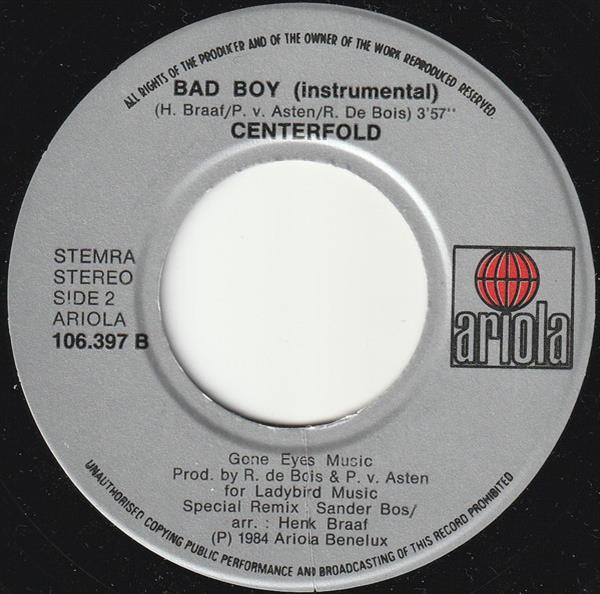 ALL RIGHTS OF THE PRODUCER AND OF THE OWNER OF THE WORK REPRODUCED RESERVED.
BAD BOY (instrumental)
(H. Braaf/P. v. Asten/R. De Bois) 3'57''
CENTERFOLD
STEMRA
STEREO
SIDE 2
ARIOLA
106.397 B
ariola
Gone Eyes Music
Prod. by R. de Bois & P. v. Asten
for Ladybird Music
Special Remix Sander Bos/
arr. : Henk Braaf
(P) 1984 Ariola Benelux
UNAUTHORISED COPYING PUBLIC PERFORMANCE AND BROADCASTING OF THIS RECORD PROHIBITED